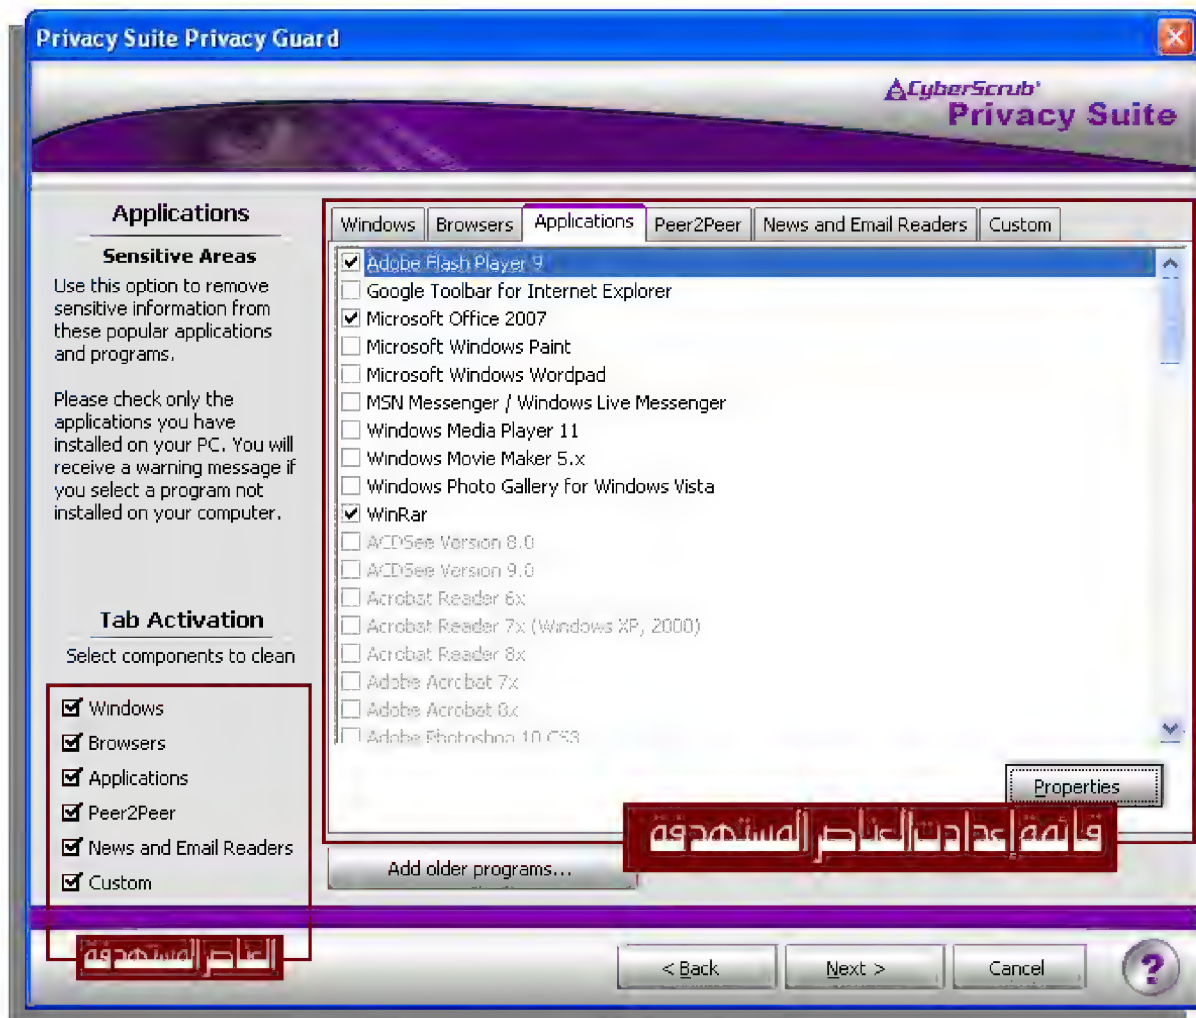 Privacy Suite Privacy Guard
CyberScrub®
Privacy Suite
Applications
Sensitive Areas
Use this option to remove
sensitive information from
these popular applications
and programs.
Please check only the
applications you have
installed on your PC. You will
receive a warning message if
you select a program not
installed on your computer.
Tab Activation
Select components to clean
Windows
Browsers
Applications
Peer2Peer
News and Email Readers
Custom
العناصر المستهدفة
Windows Browsers Applications Peer2Peer News and Email Readers Custom
Adobe Flash Player 9
Google Toolbar for Internet Explorer
Microsoft Office 2007
Microsoft Windows Paint
Microsoft Windows Wordpad
MSN Messenger / Windows Live Messenger
Windows Media Player 11
Windows Movie Maker 5.x
Windows Photo Gallery for Windows Vista
WinRar
ACDSee Version 8.0
ACDSee Version 9.0
Acrobat Reader 6x
Acrobat Reader 7x (Windows XP, 2000)
Acrobat Reader 8x
Adobe Acrobat 7x
Adobe Acrobat 8x
Adobe Photoshop 10 CS3
Properties
قائمة إعدادت العناصر المستهدفة
Add older programs...
< Back Next > Cancel ?